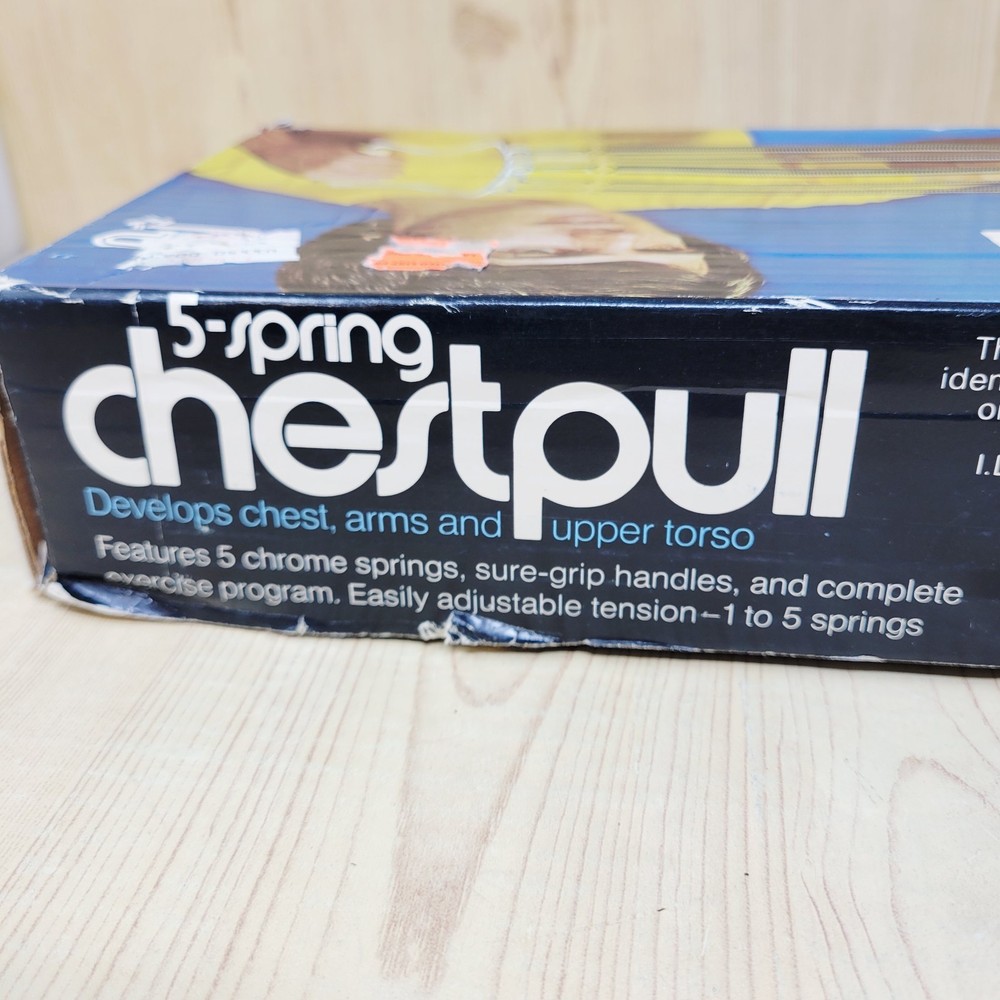 5-spring
chestpull
Develops chest, arms and upper torso
Features 5 chrome springs, sure-grip handles, and complete
exercise program. Easily adjustable tension–1 to 5 springs